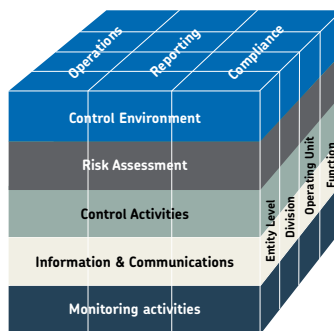 Operations
Reporting
Compliance
Control Environment
Risk Assessment
Control Activities
Information & Communications
Monitoring activities
Entity Level
Division
Operating Unit
Function